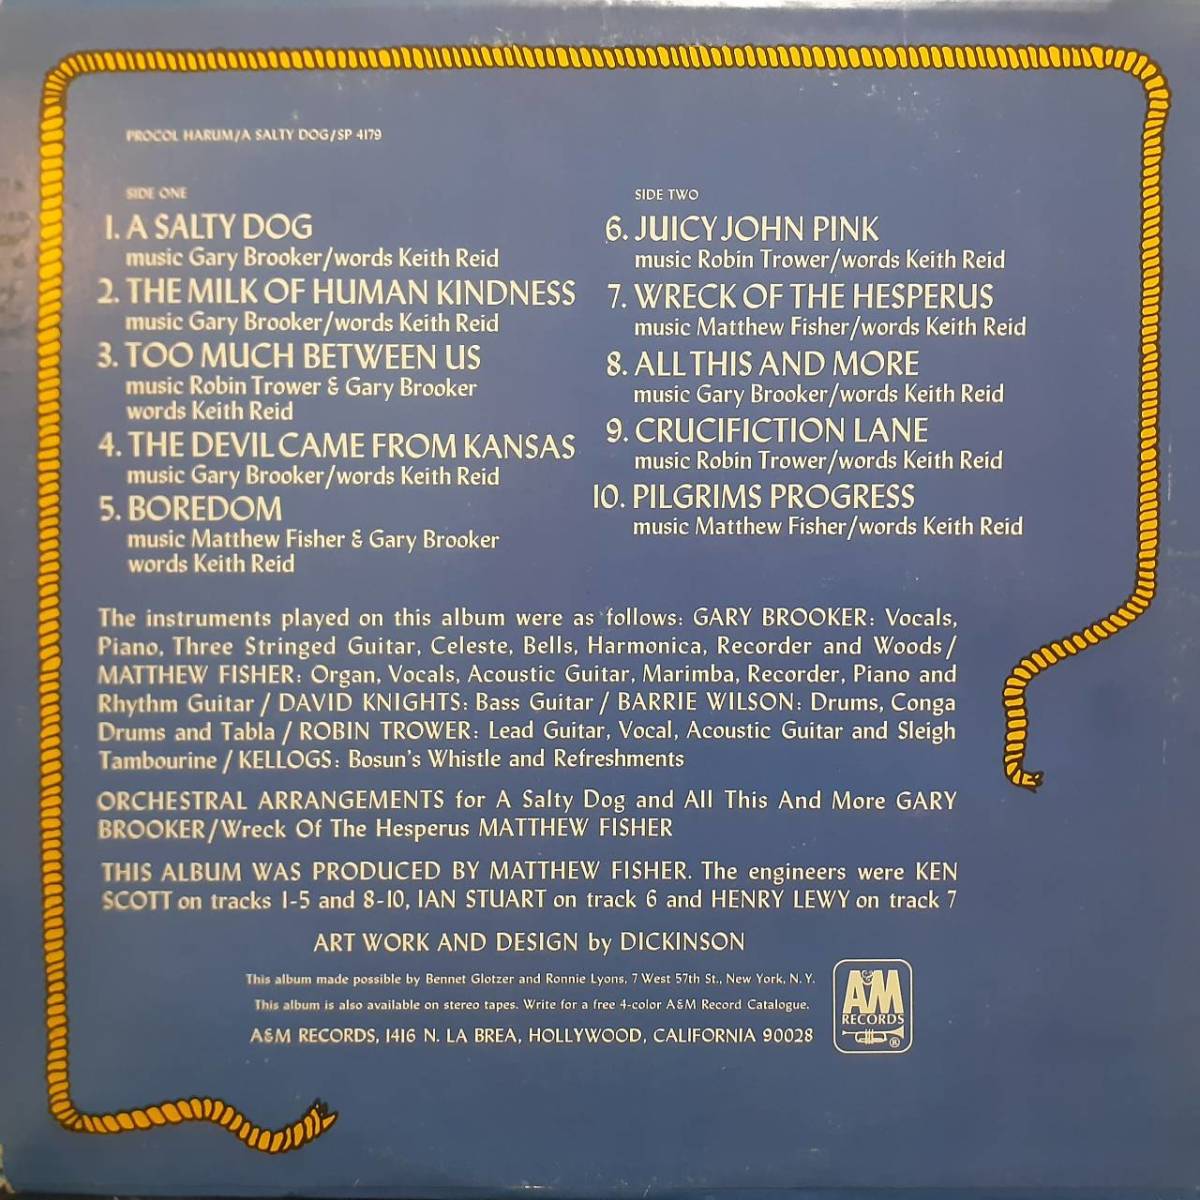 PROCOL HARUM/A SALTY DOG/SP 4179
SIDE ONE
1. A SALTY DOG
music Gary Brooker/words Keith Reid
2. THE MILK OF HUMAN KINDNESS
music Gary Brooker/words Keith Reid
3. TOO MUCH BETWEEN US
music Robin Trower & Gary Brooker
words Keith Reid
4. THE DEVIL CAME FROM KANSAS
music Gary Brooker/words Keith Reid
5. BOREDOM
music Matthew Fisher & Gary Brooker
words Keith Reid
SIDE TWO
6. JUICY JOHN PINK
music Robin Trower/words Keith Reid
7. WRECK OF THE HESPERUS
music Matthew Fisher/words Keith Reid
8. ALL THIS AND MORE
music Gary Brooker/words Keith Reid
9. CRUCIFICTION LANE
music Robin Trower/words Keith Reid
10. PILGRIMS PROGRESS
music Matthew Fisher/words Keith Reid
The instruments played on this album were as follows: GARY BROOKER: Vocals,
Piano, Three Stringed Guitar, Celeste, Bells, Harmonica, Recorder and Woods/
MATTHEW FISHER: Organ, Vocals, Acoustic Guitar, Marimba, Recorder, Piano and
Rhythm Guitar / DAVID KNIGHTS: Bass Guitar / BARRIE WILSON: Drums, Conga
Drums and Tabla / ROBIN TROWER: Lead Guitar, Vocal, Acoustic Guitar and Sleigh
Tambourine / KELLOGS: Bosun's Whistle and Refreshments
ORCHESTRAL ARRANGEMENTS for A Salty Dog and All This And More GARY
BROOKER/Wreck Of The Hesperus MATTHEW FISHER
THIS ALBUM WAS PRODUCED BY MATTHEW FISHER. The engineers were KEN
SCOTT on tracks 1-5 and 8-10, IAN STUART on track 6 and HENRY LEWY on track 7
ART WORK AND DESIGN by DICKINSON
This album made possible by Bennet Glotzer and Ronnie Lyons, 7 West 57th St., New York, N.Y.
This album is also available on stereo tapes. Write for a free 4-color A&M Record Catalogue.
A&M RECORDS, 1416 N. LA BREA, HOLLYWOOD, CALIFORNIA 90028
A&M
RECORDS
®